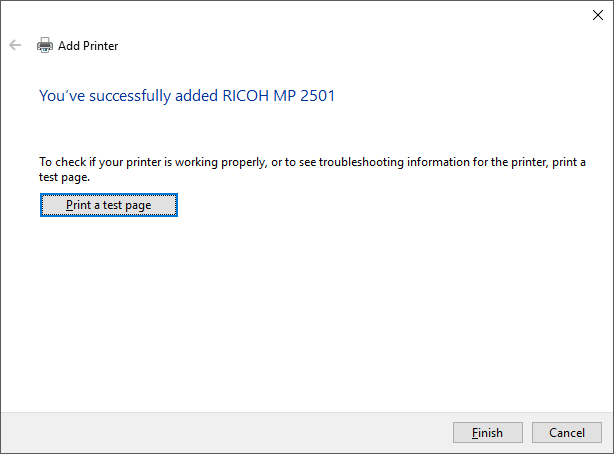 Add Printer
You've successfully added RICOH MP 2501
To check if your printer is working properly, or to see troubleshooting information for the printer, print a
test page.
Print a test page
Finish
Cancel